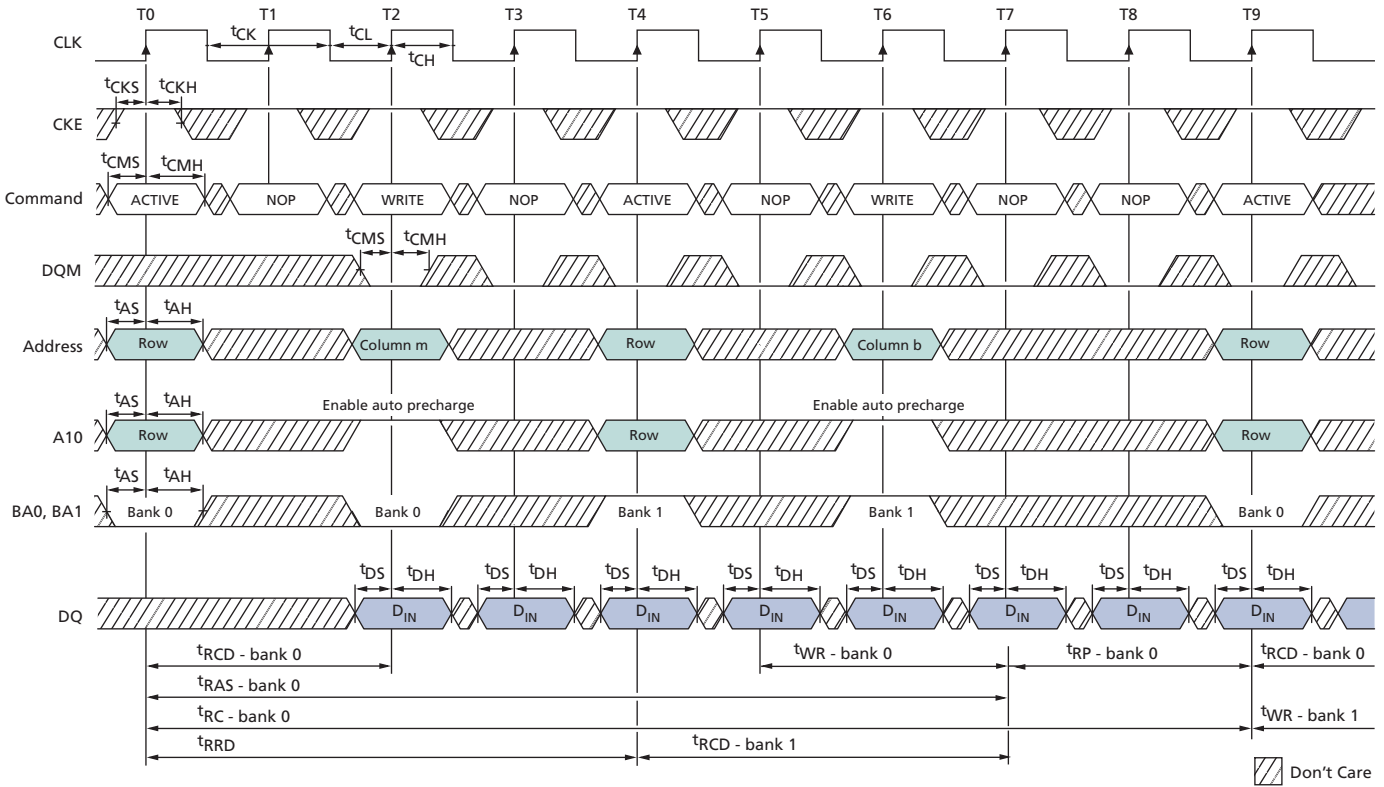 T0 T1 T2 T3 T4 T5 T6 T7 T8 T9
CLK tCK tCL tCH
tCKS tCKH
CKE
tCMS tCMH
Command ACTIVE NOP WRITE NOP ACTIVE NOP WRITE NOP NOP ACTIVE
tCMS tCMH
DQM
tAS tAH
Address Row Column m Row Column b Row
tAS tAH Enable auto precharge Enable auto precharge
A10 Row Row Row
tAS tAH
BA0, BA1 Bank 0 Bank 0 Bank 1 Bank 1 Bank 0
tDS tDH tDS tDH tDS tDH tDS tDH tDS tDH tDS tDH tDS tDH tDS tDH
DQ DIN DIN DIN DIN DIN DIN DIN DIN
tRCD - bank 0 tWR - bank 0 tRP - bank 0 tRCD - bank 0
tRAS - bank 0
tRC - bank 0 tWR - bank 1
tRRD tRCD - bank 1
Don't Care